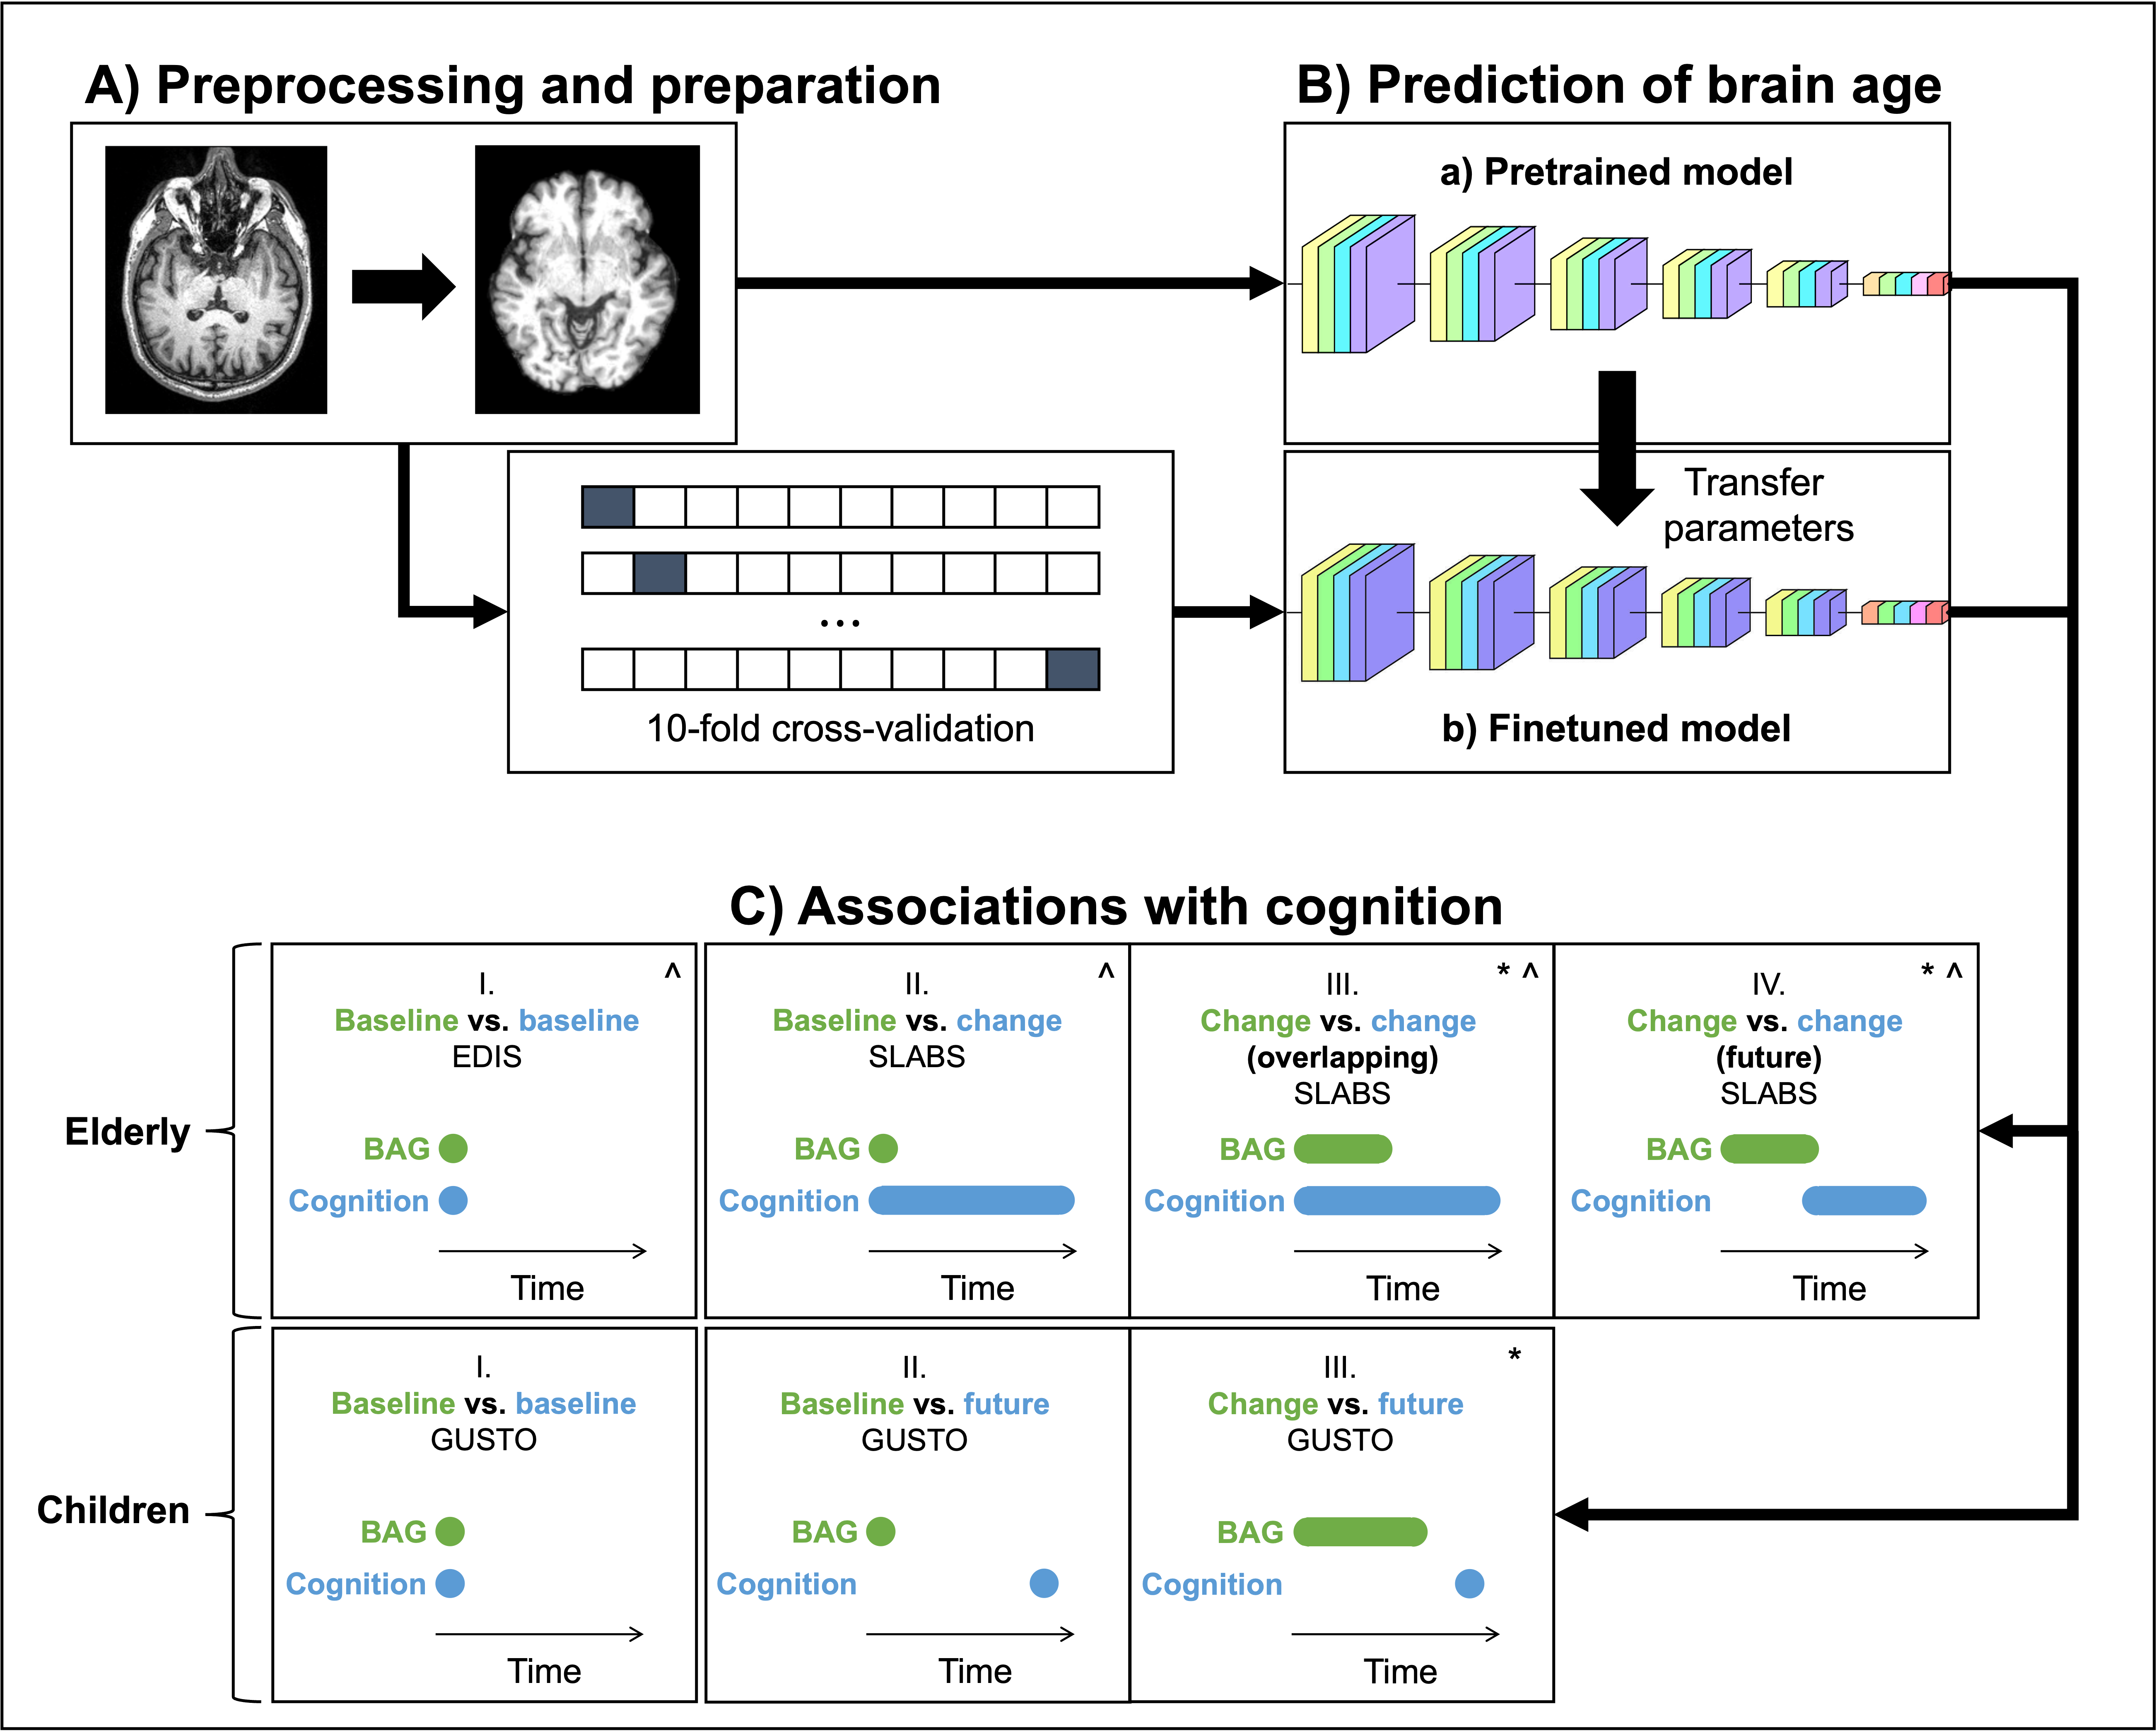 A) Preprocessing and preparation
B) Prediction of brain age
a) Pretrained model
Transfer
parameters
...
10-fold cross-validation
b) Finetuned model
C) Associations with cognition
Elderly
^
I.
Baseline vs. baseline
EDIS
BAG
Cognition
Time
^
II.
Baseline vs. change
SLABS
BAG
Cognition
Time
* ^
III.
Change vs. change
(overlapping)
SLABS
BAG
Cognition
Time
* ^
IV.
Change vs. change
(future)
SLABS
BAG
Cognition
Time
Children
I.
Baseline vs. baseline
GUSTO
BAG
Cognition
Time
II.
Baseline vs. future
GUSTO
BAG
Cognition
Time
*
III.
Change vs. future
GUSTO
BAG
Cognition
Time